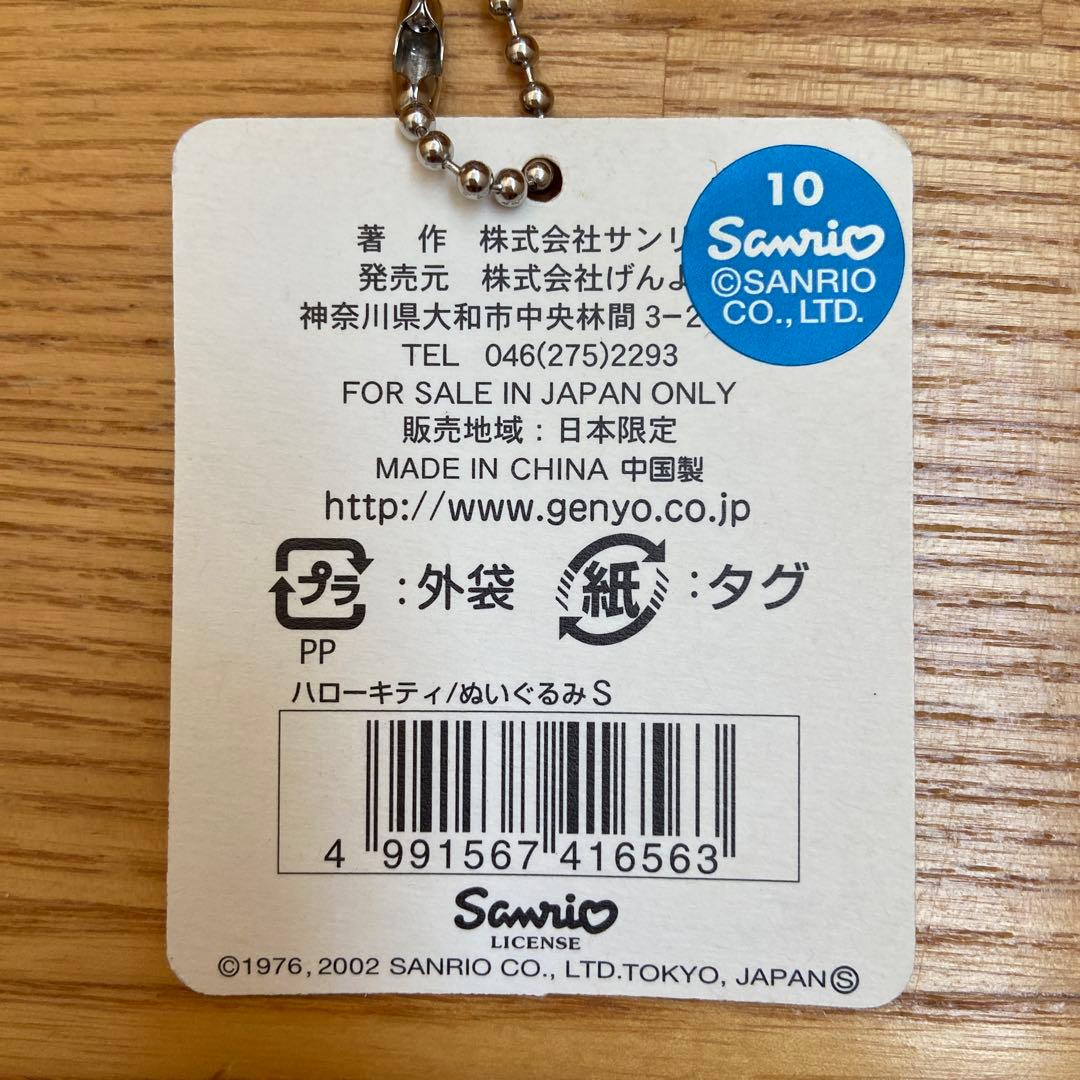 10
Sanrio
©SANRIO
CO., LTD.
著 作 株式会社サンリ
発売元 株式会社げんよ
神奈川県大和市中央林間3-2
TEL 046(275)2293
FOR SALE IN JAPAN ONLY
販売地域：日本限定
MADE IN CHINA 中国製
http://www.genyo.co.jp
プラ：外袋 紙：タグ
PP
ハローキティ/ぬいぐるみS
4 991567 416563
Sanrio
LICENSE
©1976, 2002 SANRIO CO., LTD.TOKYO, JAPANⓈ